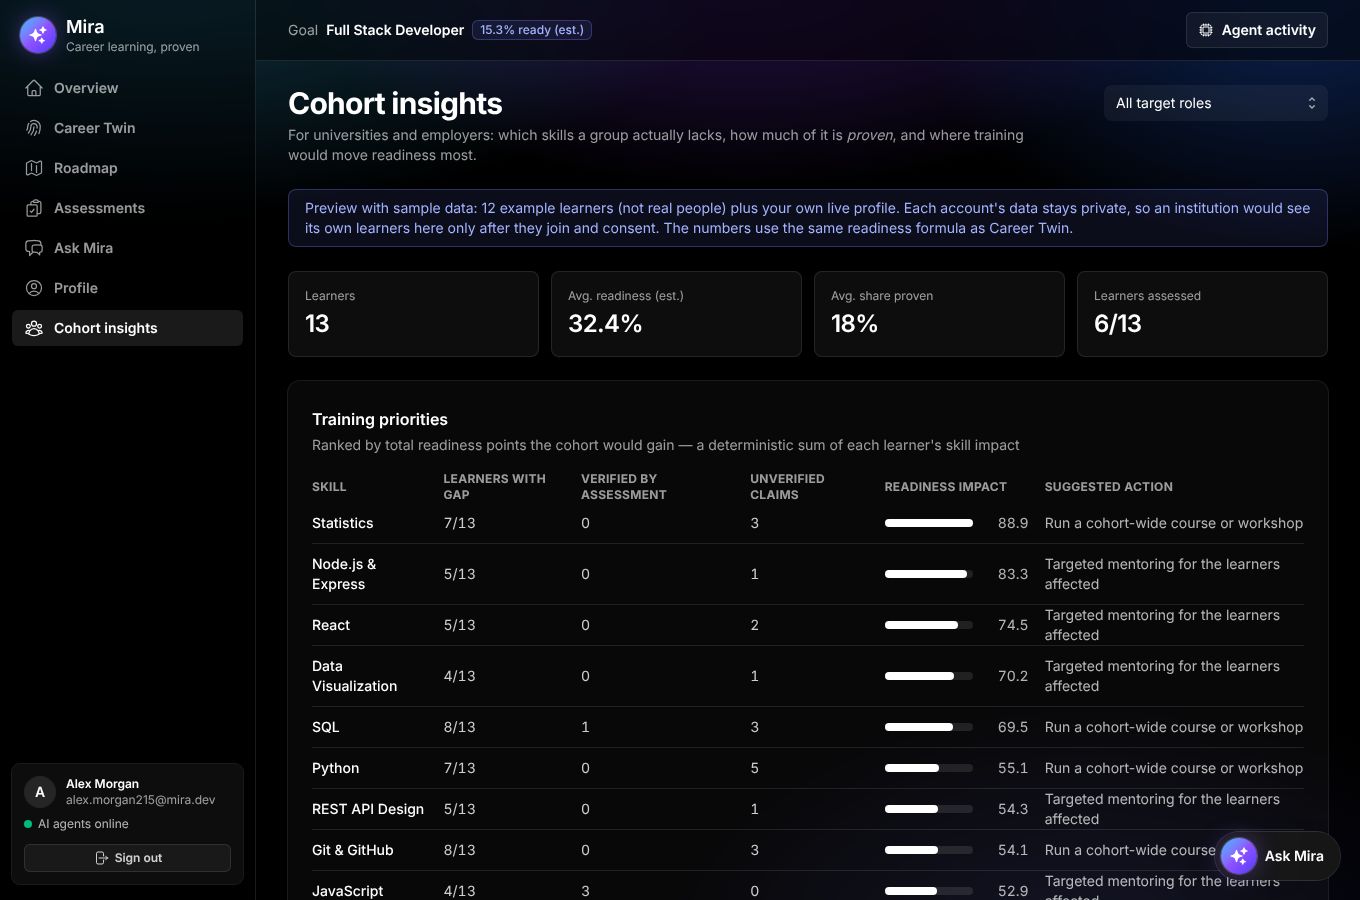 Mira
Career learning, proven
Overview
Career Twin
Roadmap
Assessments
Ask Mira
Profile
Cohort insights
A
Alex Morgan
alex.morgan215@mira.dev
AI agents online
Sign out
Goal Full Stack Developer 15.3% ready (est.)
Agent activity
Cohort insights
All target roles
For universities and employers: which skills a group actually lacks, how much of it is proven, and where training
would move readiness most.
Preview with sample data: 12 example learners (not real people) plus your own live profile. Each account's data stays private, so an institution would see
its own learners here only after they join and consent. The numbers use the same readiness formula as Career Twin.
Learners
13
Avg. readiness (est.)
32.4%
Avg. share proven
18%
Learners assessed
6/13
Training priorities
Ranked by total readiness points the cohort would gain — a deterministic sum of each learner's skill impact
SKILL
LEARNERS WITH
GAP
VERIFIED BY
ASSESSMENT
UNVERIFIED
CLAIMS
READINESS IMPACT
SUGGESTED ACTION
Statistics 7/13 0 3 88.9 Run a cohort-wide course or workshop
Node.js &
Express
5/13 0 1 83.3
Targeted mentoring for the learners
affected
React 5/13 0 2 74.5
Targeted mentoring for the learners
affected
Data
Visualization
4/13 0 1 70.2
Targeted mentoring for the learners
affected
SQL 8/13 1 3 69.5 Run a cohort-wide course or workshop
Python 7/13 0 5 55.1 Run a cohort-wide course or workshop
REST API Design 5/13 0 1 54.3
Targeted mentoring for the learners
affected
Git & GitHub 8/13 0 3 54.1 Run a cohort-wide course
JavaScript 4/13 3 0 52.9
Targeted mentoring for the learners
Ask Mira